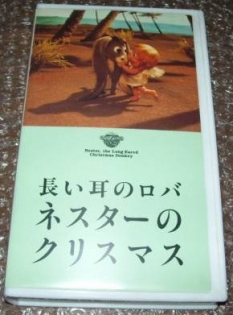 Nestor, the Long Eared
Christmas Donkey
長い耳のロバ
ネスターの
クリスマス